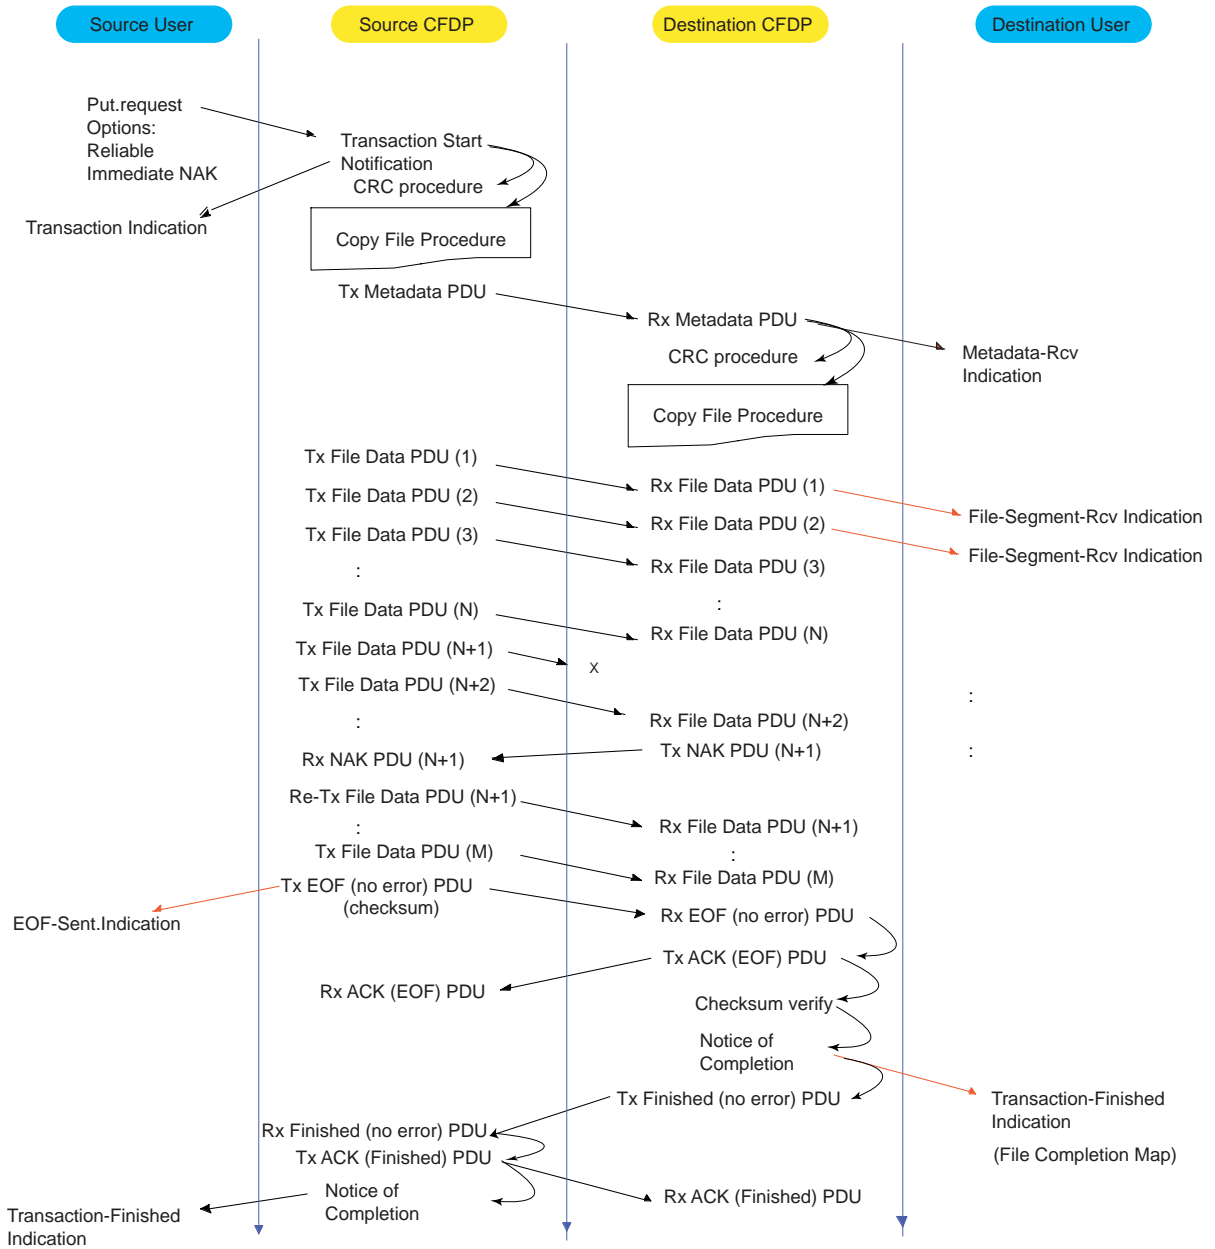 Source User
Source CFDP
Destination CFDP
Destination User
Put.request
Options:
Reliable
Immediate NAK
Transaction Start
Notification
CRC procedure
Transaction Indication
Copy File Procedure
Tx Metadata PDU
Rx Metadata PDU
CRC procedure
Metadata-Rcv
Indication
Copy File Procedure
Tx File Data PDU (1)
Rx File Data PDU (1)
File-Segment-Rcv Indication
Tx File Data PDU (2)
Rx File Data PDU (2)
File-Segment-Rcv Indication
Tx File Data PDU (3)
Rx File Data PDU (3)
:
:
Tx File Data PDU (N)
Rx File Data PDU (N)
Tx File Data PDU (N+1)
X
Tx File Data PDU (N+2)
:
:
Rx File Data PDU (N+2)
Tx NAK PDU (N+1)
:
Rx NAK PDU (N+1)
Re-Tx File Data PDU (N+1)
Rx File Data PDU (N+1)
:
:
Tx File Data PDU (M)
Rx File Data PDU (M)
Tx EOF (no error) PDU
(checksum)
EOF-Sent.Indication
Rx EOF (no error) PDU
Tx ACK (EOF) PDU
Rx ACK (EOF) PDU
Checksum verify
Notice of
Completion
Transaction-Finished
Indication
(File Completion Map)
Tx Finished (no error) PDU
Rx Finished (no error) PDU
Tx ACK (Finished) PDU
Rx ACK (Finished) PDU
Notice of
Completion
Transaction-Finished
Indication